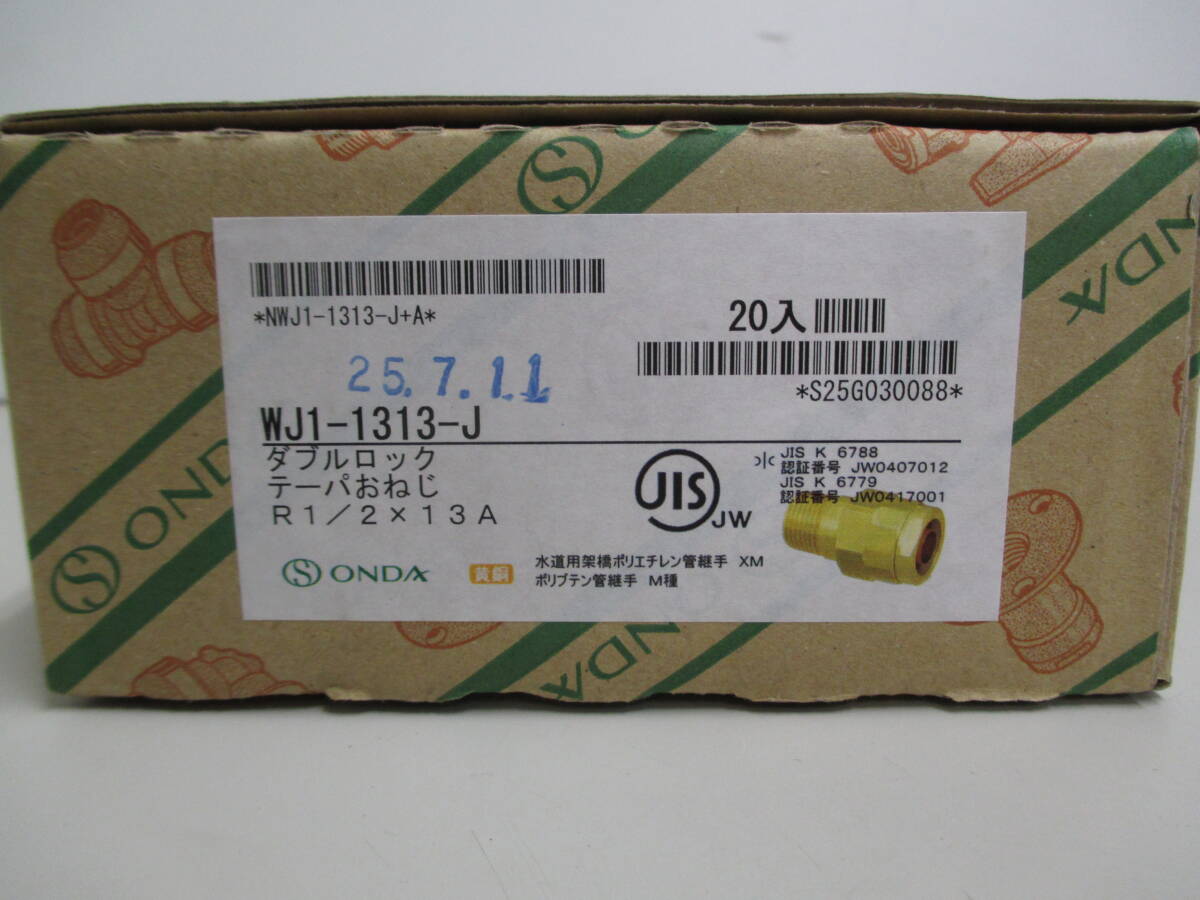 *NWJ1-1313-J+A*
20入
*S25G030088*
25.7.11
WJ1-1313-J
ダブルロック
テーパおねじ
R1/2×13A
JIS
JW
JIS K 6788
認証番号 JW0407012
JIS K 6779
認証番号 JW0417001
S ONDA
黄銅
水道用架橋ポリエチレン管継手 XM
ポリブテン管継手 M種
S
ONDA
S ONDA
ONDA